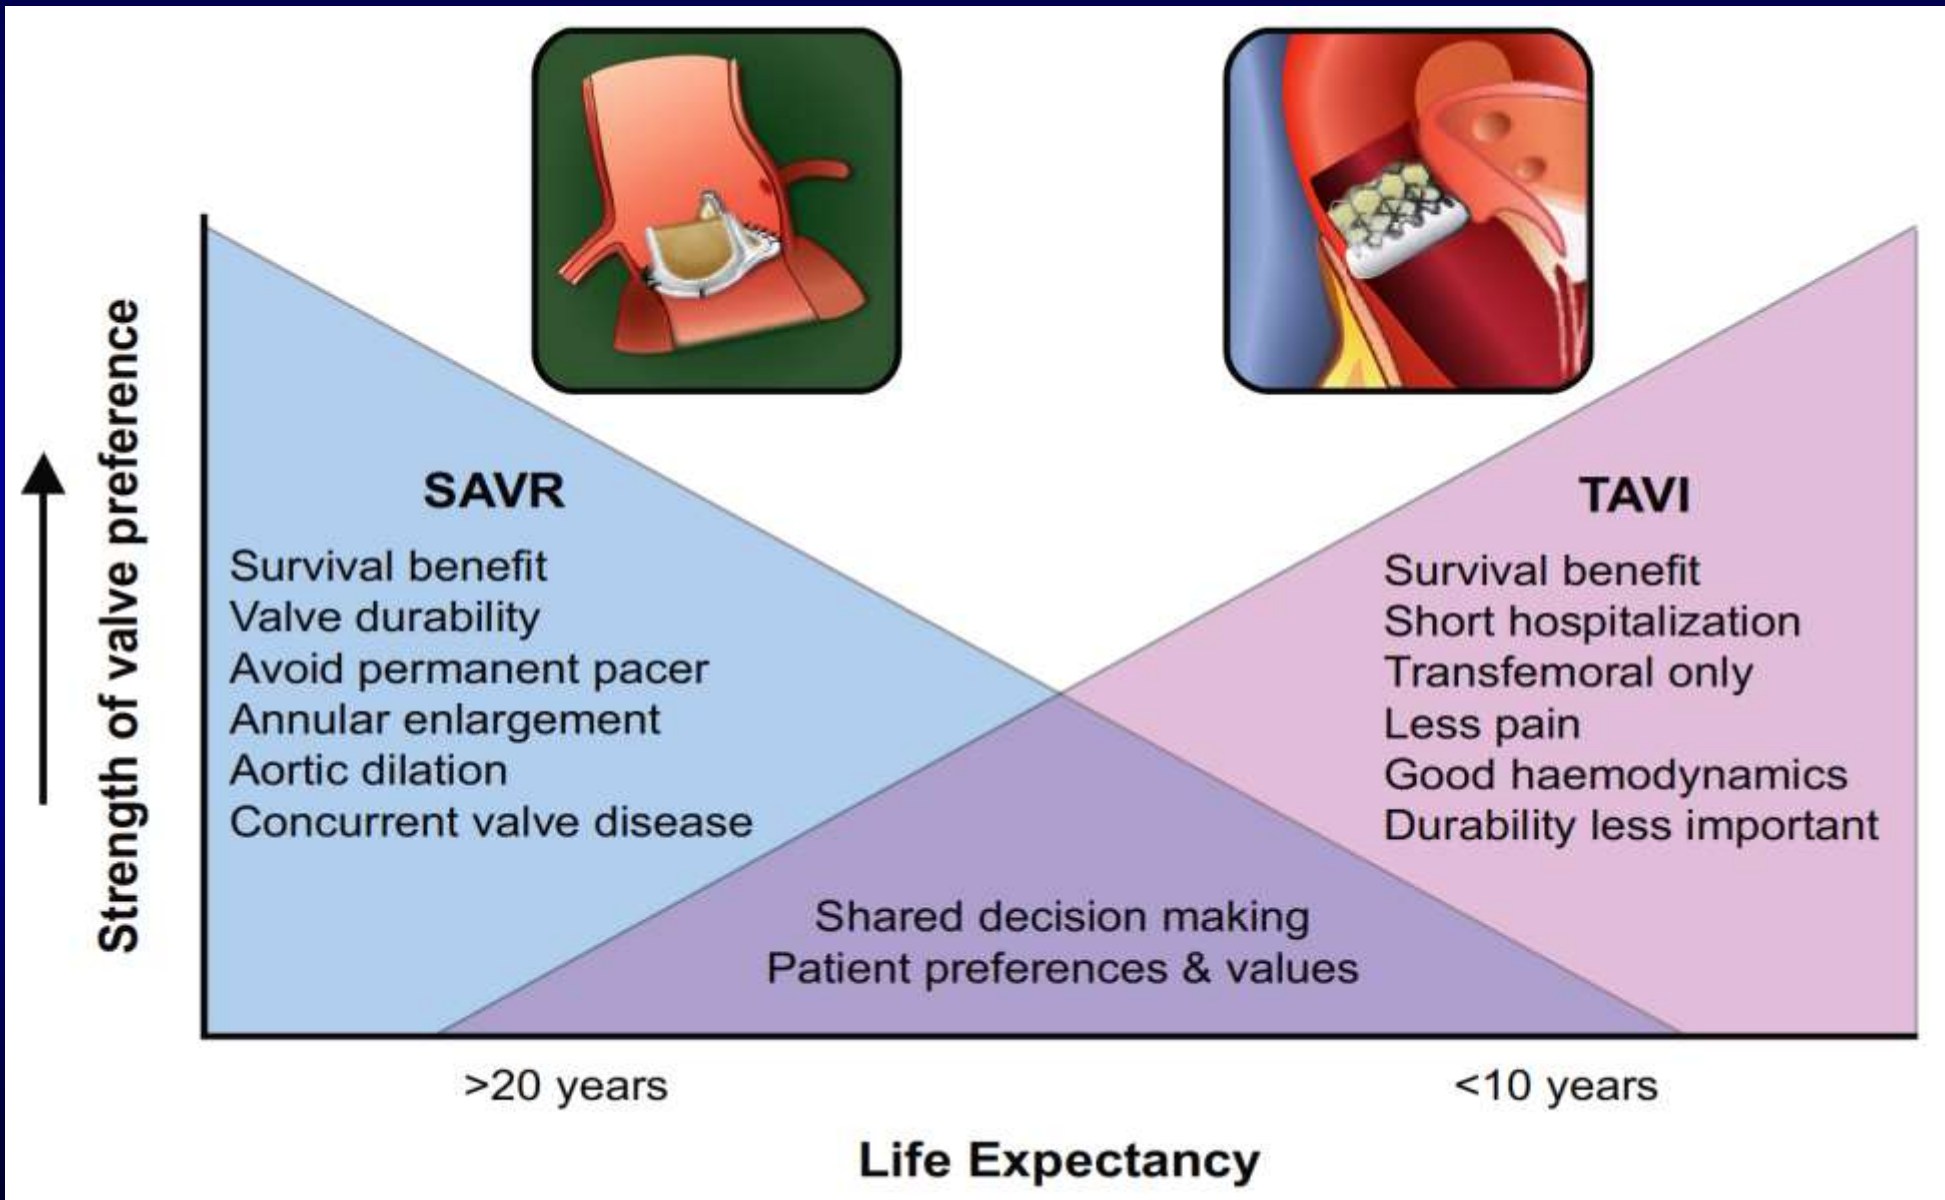 Strength of valve preference
SAVR
Survival benefit
Valve durability
Avoid permanent pacer
Annular enlargement
Aortic dilation
Concurrent valve disease
TAVI
Survival benefit
Short hospitalization
Transfemoral only
Less pain
Good haemodynamics
Durability less important
Shared decision making
Patient preferences & values
>20 years
<10 years
Life Expectancy